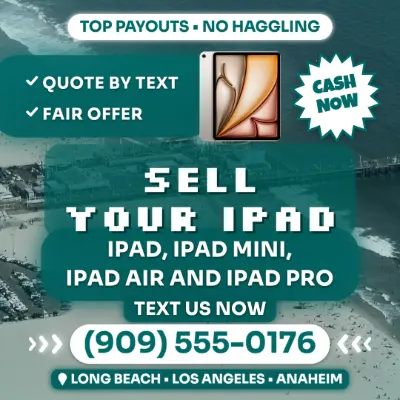 TOP PAYOUTS • NO HAGGLING
✓ QUOTE BY TEXT
✓ FAIR OFFER
CASH
NOW
SELL
YOUR IPAD
IPAD, IPAD MINI,
IPAD AIR AND IPAD PRO
TEXT US NOW
(909) 555-0176
LONG BEACH • LOS ANGELES • ANAHEIM